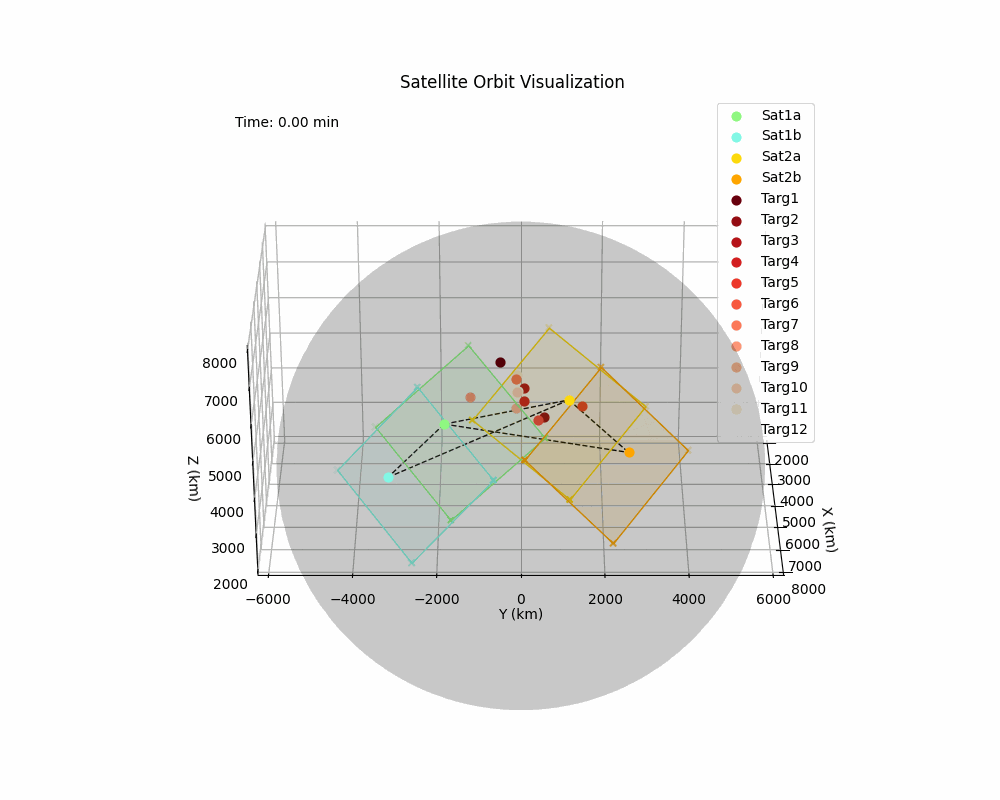 Satellite Orbit Visualization
Time: 0.00 min
Sat1a
Sat1b
Sat2a
Sat2b
Targ1
Targ2
Targ3
Targ4
Targ5
Targ6
Targ7
Targ8
Targ9
Targ10
Targ11
Targ12
8000
7000
6000
5000
4000
3000
2000
Z (km)
−6000
−4000
−2000
0
2000
4000
6000
Y (km)
2000
3000
4000
5000
6000
7000
8000
X (km)